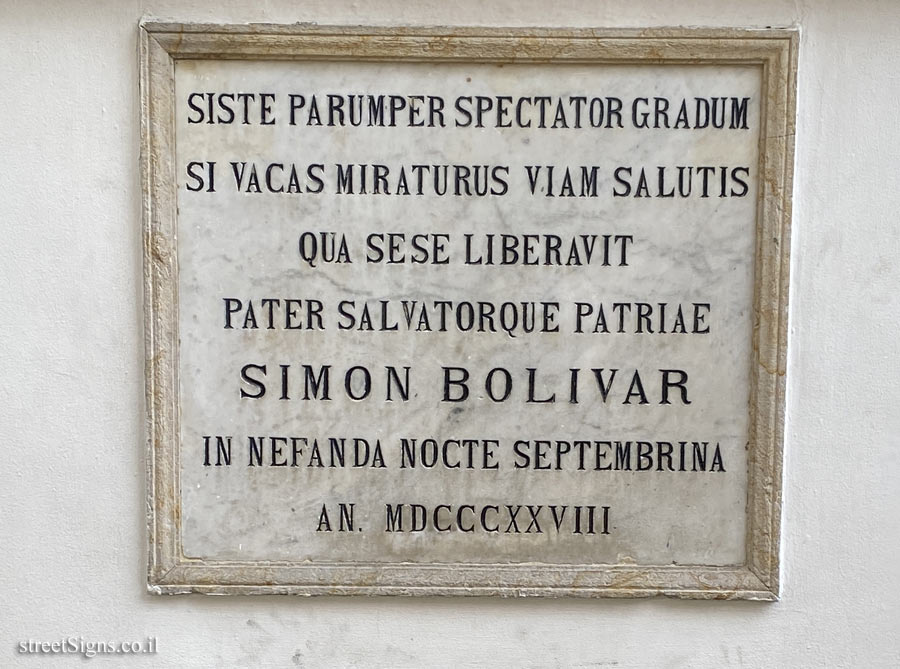 SISTE PARUMPER SPECTATOR GRADUM
SI VACAS MIRATURUS VIAM SALUTIS
QUA SESE LIBERAVIT
PATER SALVATORQUE PATRIAE
SIMON BOLIVAR
IN NEFANDA NOCTE SEPTEMBRINA
AN. MDCCCXXVIII
streetSigns.co.il